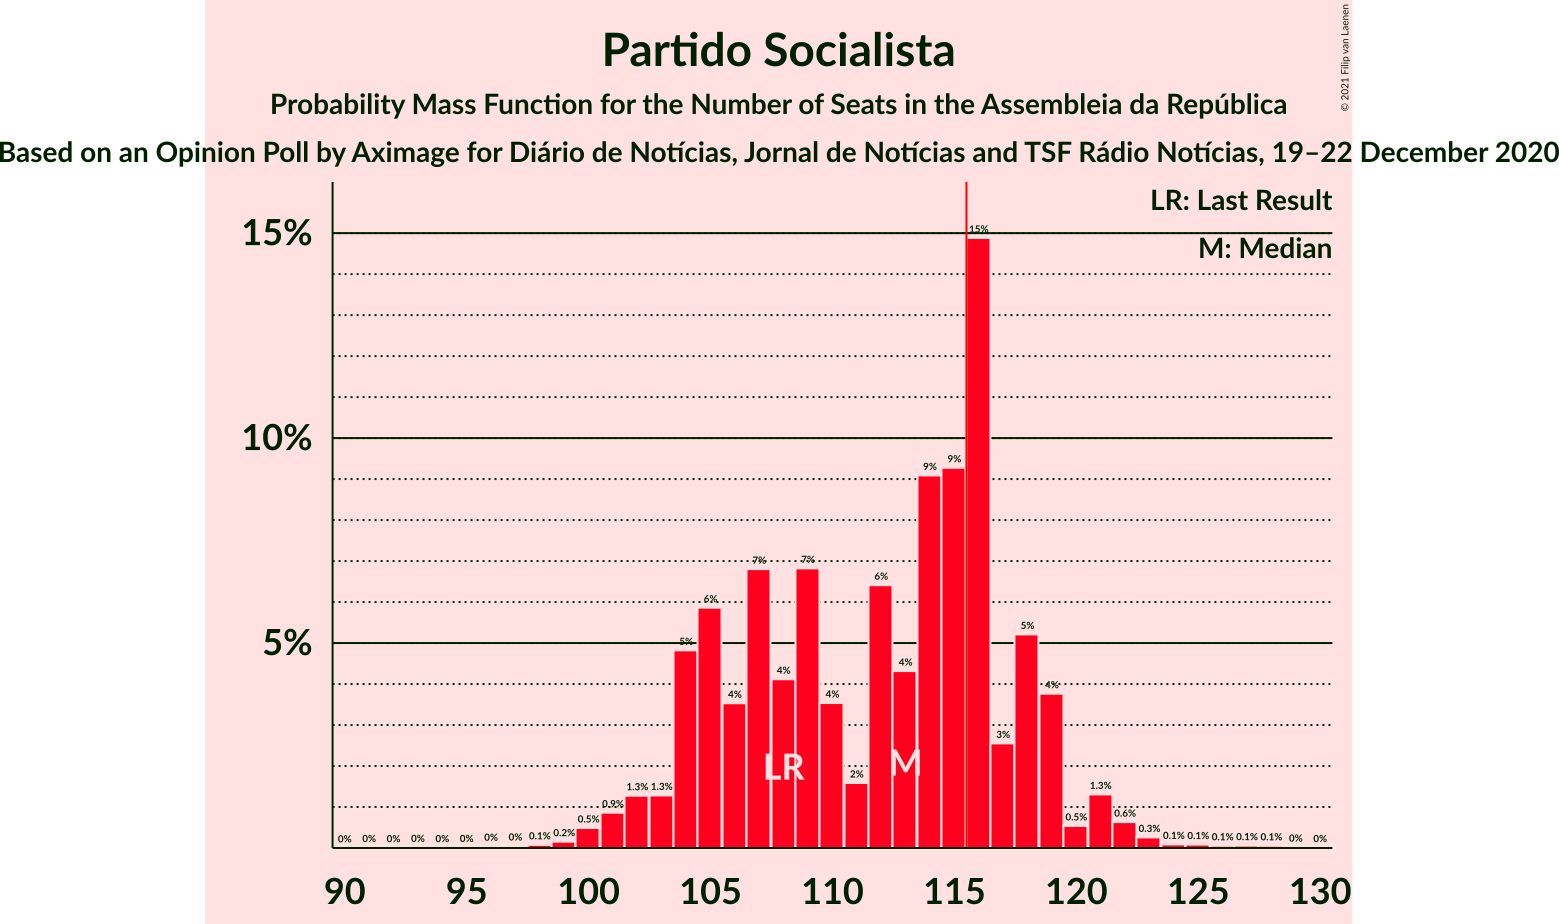 Partido Socialista
Probability Mass Function for the Number of Seats in the Assembleia da República
Based on an Opinion Poll by Aximage for Diário de Notícias, Jornal de Notícias and TSF Rádio Notícias, 19–22 December 2020
© 2021 Filip van Laenen
LR: Last Result
M: Median
15%
10%
5%
0% 0% 0% 0% 0% 0% 0% 0% 0.1% 0.2% 0.5% 0.9% 1.3% 1.3% 5% 6% 4% 7% 4% 7% 4% 2% 6% 4% 9% 9% 15% 3% 5% 4% 0.5% 1.3% 0.6% 0.3% 0.1% 0.1% 0.1% 0.1% 0.1% 0% 0%
LR M
90 95 100 105 110 115 120 125 130